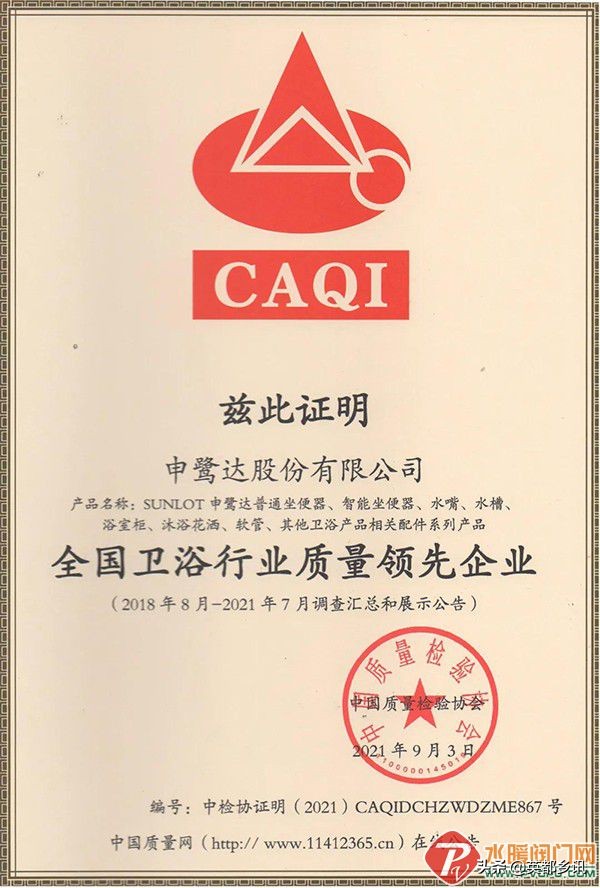 CAQI
兹此证明
申鹭达股份有限公司
产品名称：SUNLOT 申鹭达普通坐便器、智能坐便器、水嘴、水槽、
浴室柜、沐浴花洒、软管、其他卫浴产品相关配件系列产品
全国卫浴行业质量领先企业
（2018 年 8 月-2021 年 7 月调查汇总和展示公告）
中国质量检验协会
中国质量检验协会
2021 年 9 月 3 日
编号：中检协证明（2021）CAQIDCHZWDZME867 号
中国质量网（http://www.11412365.cn）在线公告
水暖阀门网
头条